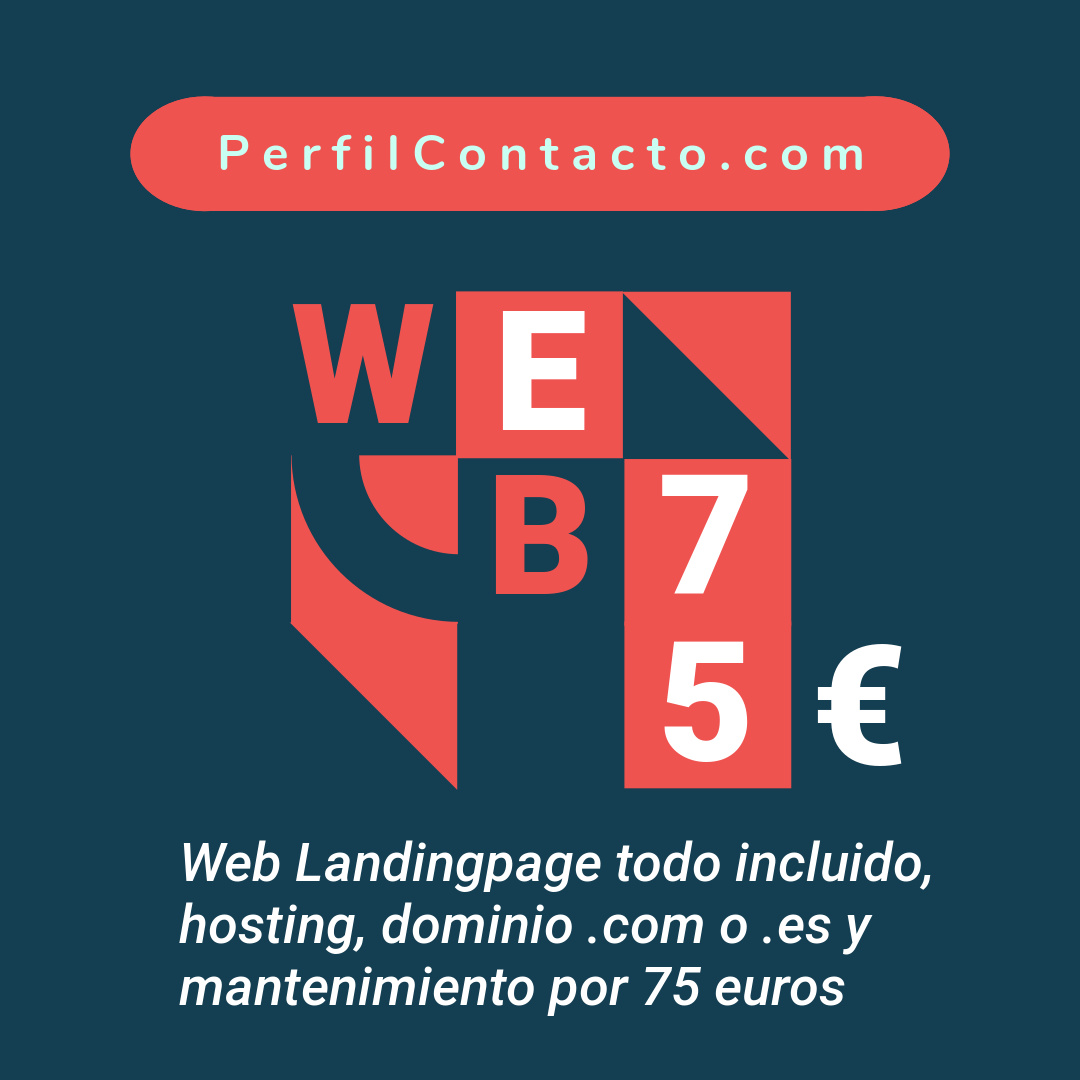 PerfilContacto.com
WE
B7
5€
Web Landingpage todo incluido,
hosting, dominio .com o .es y
mantenimiento por 75 euros